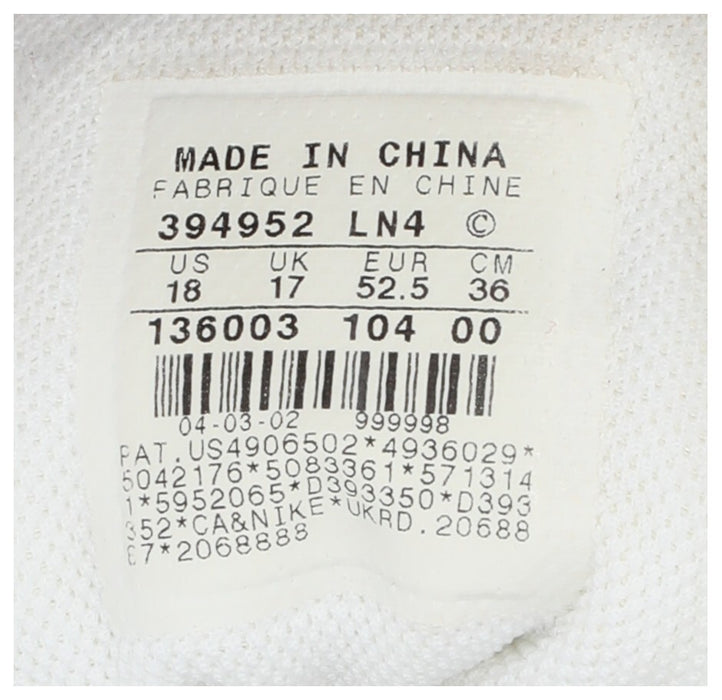 MADE IN CHINA
FABRIQUE EN CHINE
394952 LN4 ©
US UK EUR CM
18 17 52.5 36
136003 104 00
04-03-02 999998
PAT.US4906502*4936029*
5042176*5083361*571314
1*5952065*D393350*D393
352*CA&NIKE*UKRD.20688
87*2068888